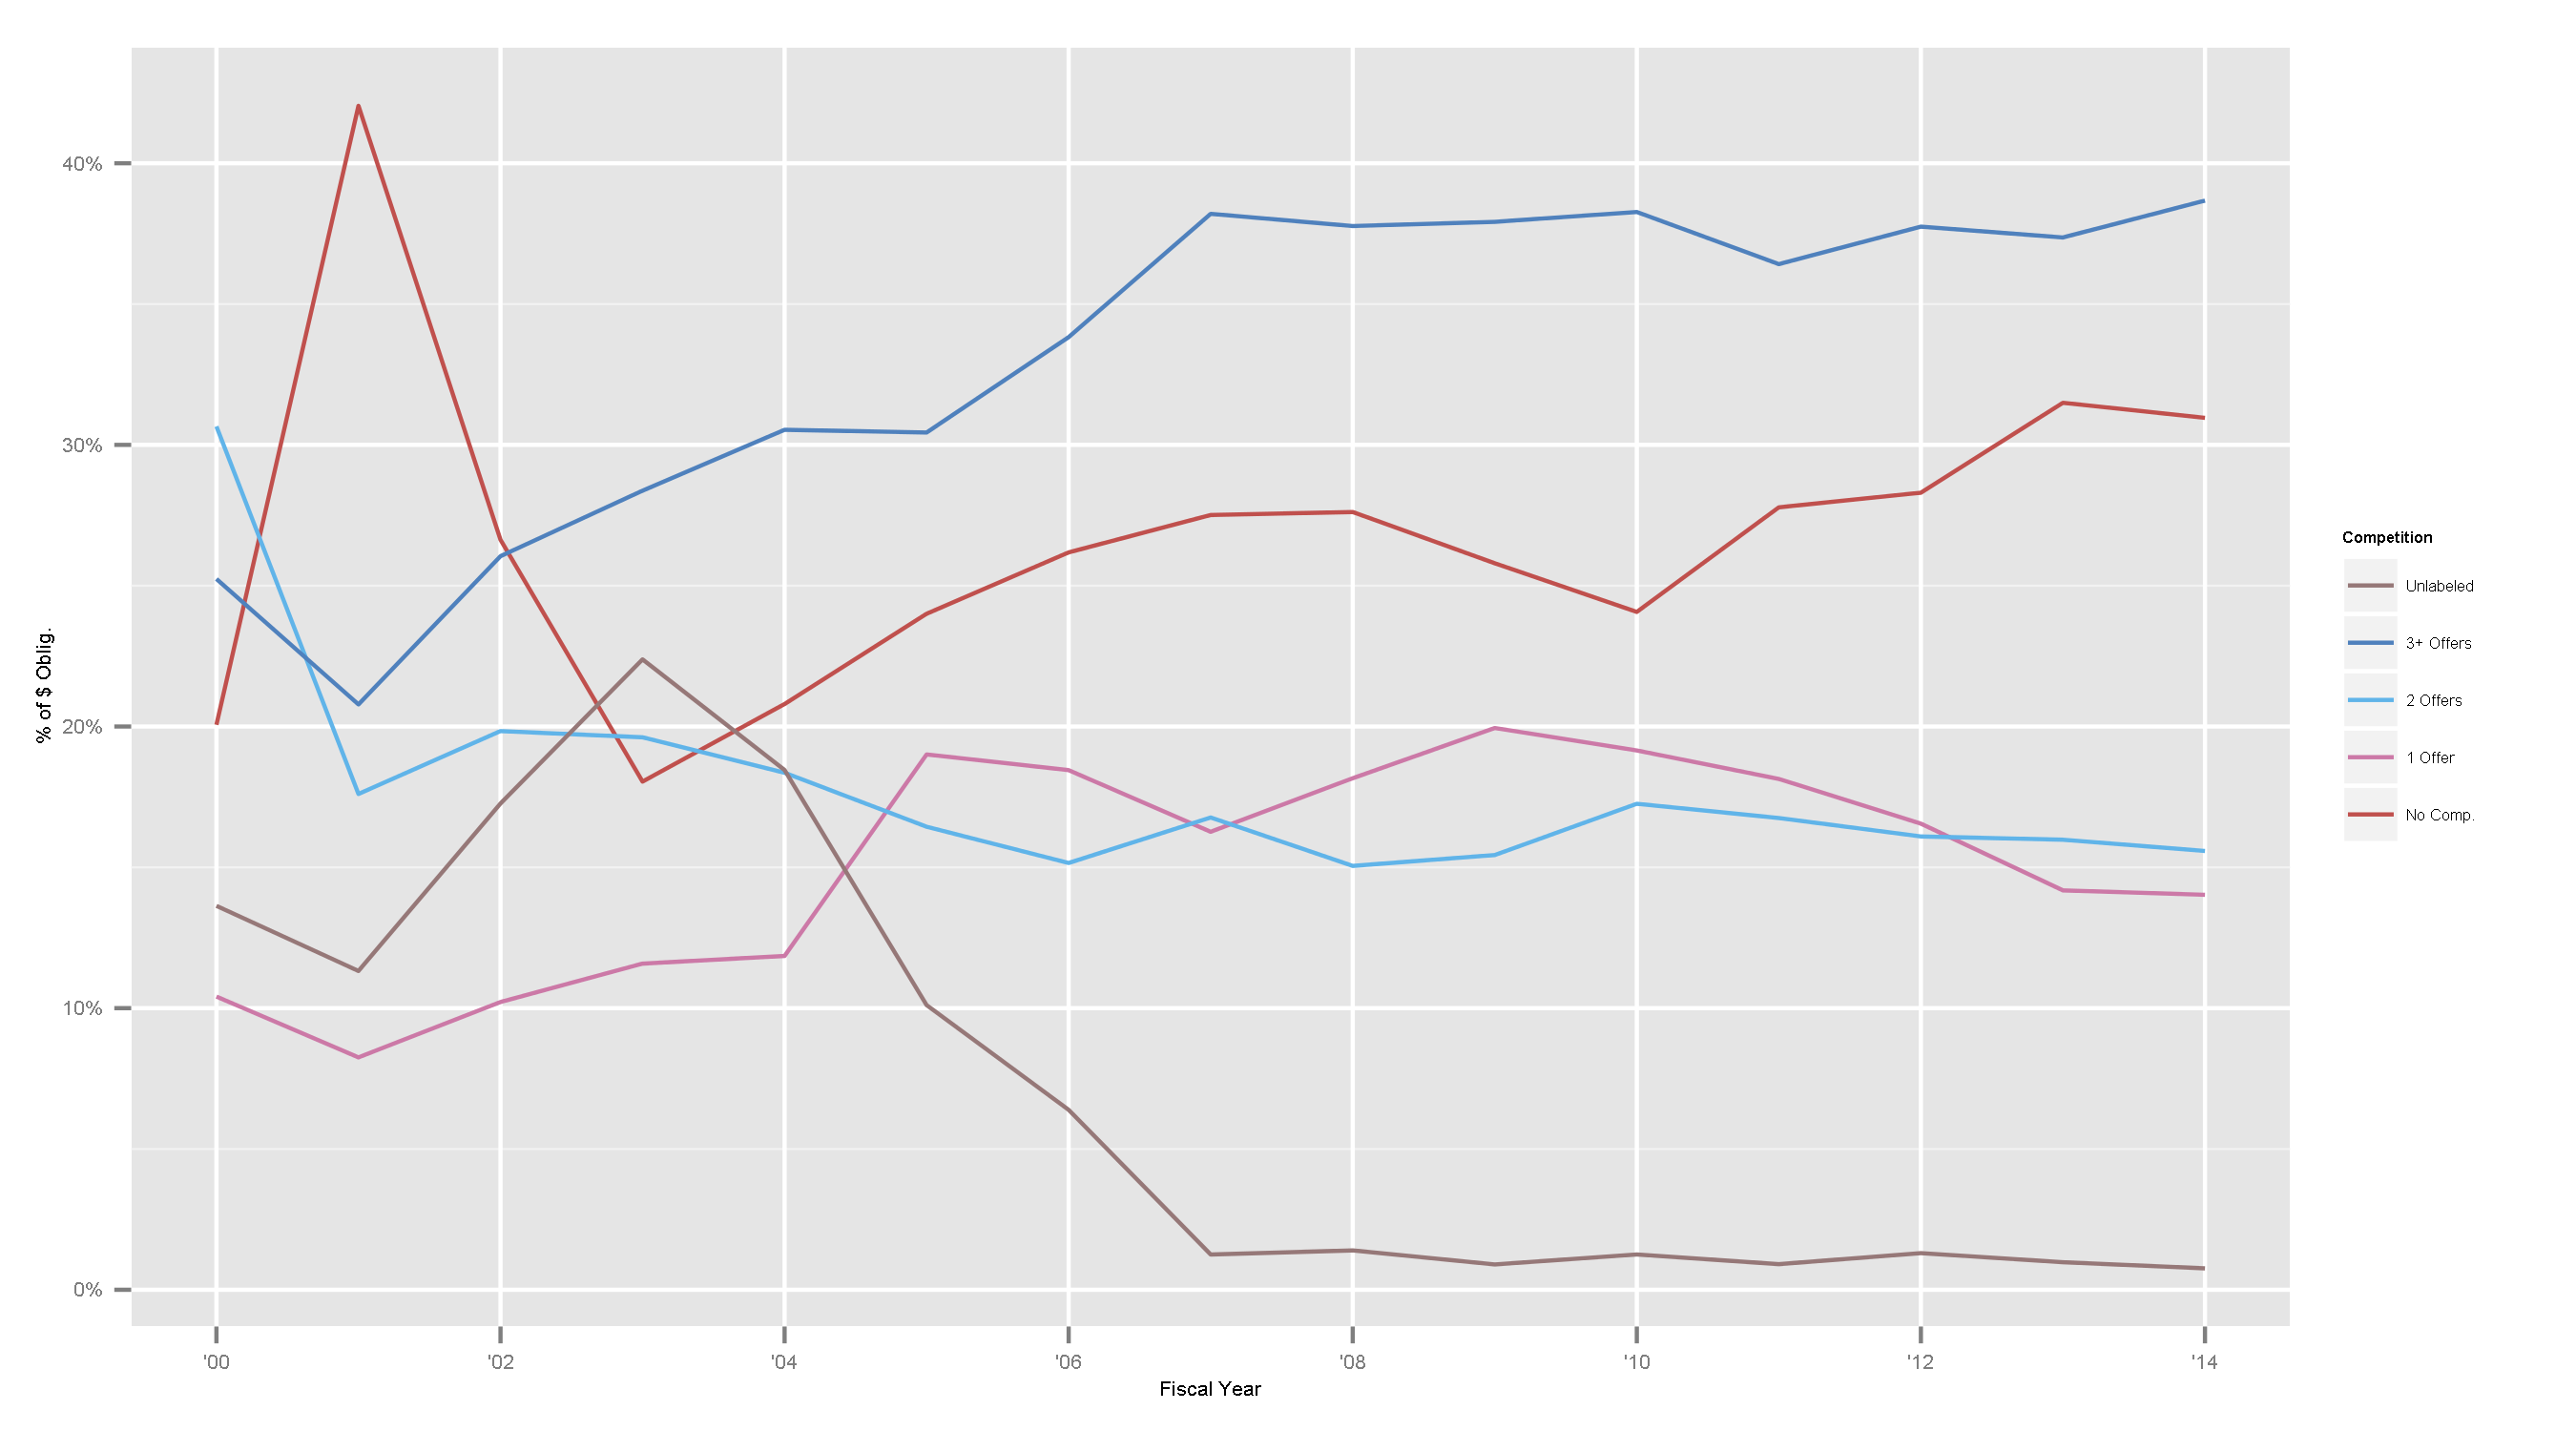 40%
30%
20%
10%
0%
% of $ Oblig.
'00 '02 '04 '06 '08 '10 '12 '14
Fiscal Year
Competition
Unlabeled
3+ Offers
2 Offers
1 Offer
No Comp.